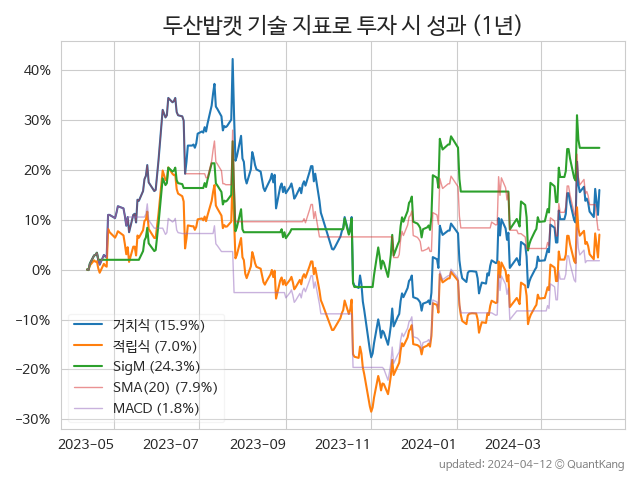 두산밥캣 기술 지표로 투자 시 성과 (1년)
40%
30%
20%
10%
0%
−10%
−20%
−30%
거치식 (15.9%)
적립식 (7.0%)
SigM (24.3%)
SMA(20) (7.9%)
MACD (1.8%)
2023-05
2023-07
2023-09
2023-11
2024-01
2024-03
updated: 2024-04-12 © QuantKang